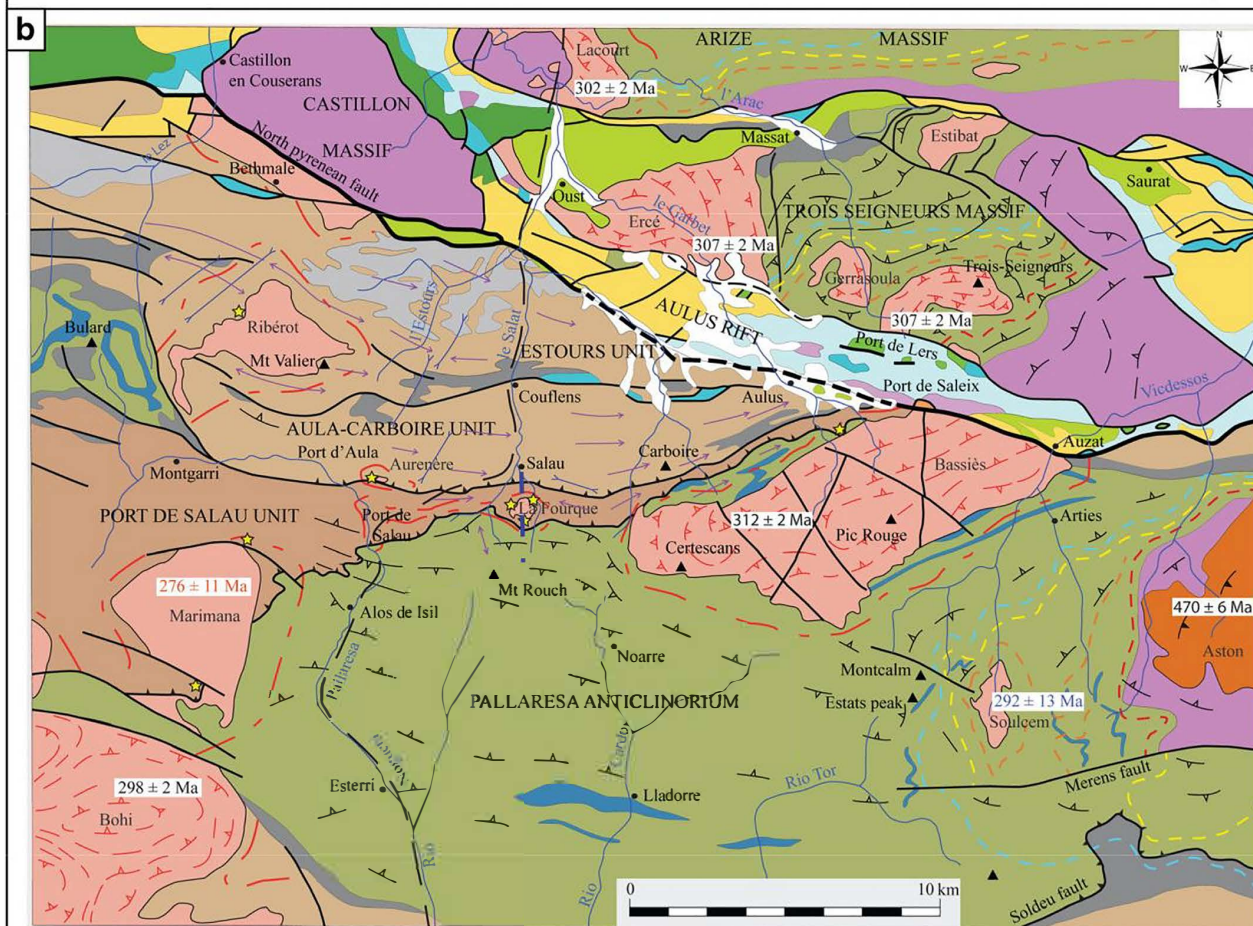 b
N
W
E
S
Lacourt
ARIZE MASSIF
Castillon
en Couserans
302 ± 2 Ma
l'Arac
CASTILLON
MASSIF
Massat
Estibat
North pyrenean fault
le Lez
Bethmale
Saurat
Oust
le Garbet
Ercé
TROIS SEIGNEURS MASSIF
307 ± 2 Ma
Gerrasoula
Trois-Seigneurs
l'Estours
AULUS RIFT
307 ± 2 Ma
Bulard
Ribérot
le Salat
Port de Lers
Mt Valier
ESTOURS UNIT
Port de Saleix
Vicdessos
Couflens
Aulus
AULA-CARBOIRE UNIT
Port d'Aula
Auzat
Montgarri
Aurenère
Salau
Carboire
Bassiès
PORT DE SALAU UNIT
Port de
Salau
La Fourque
312 ± 2 Ma
Pic Rouge
Arties
Certescans
276 ± 11 Ma
Marimana
Mt Rouch
Alos de Isil
470 ± 6 Ma
Aston
Noarre
Pallaresa
Montcalm
PALLARESA ANTICLINORIUM
Estats peak
292 ± 13 Ma
Soulcem
298 ± 2 Ma
Bohi
Esterri
Lladorre
Rio Tor
Merens fault
Rio
Rio
0
10 km
Soldeu fault